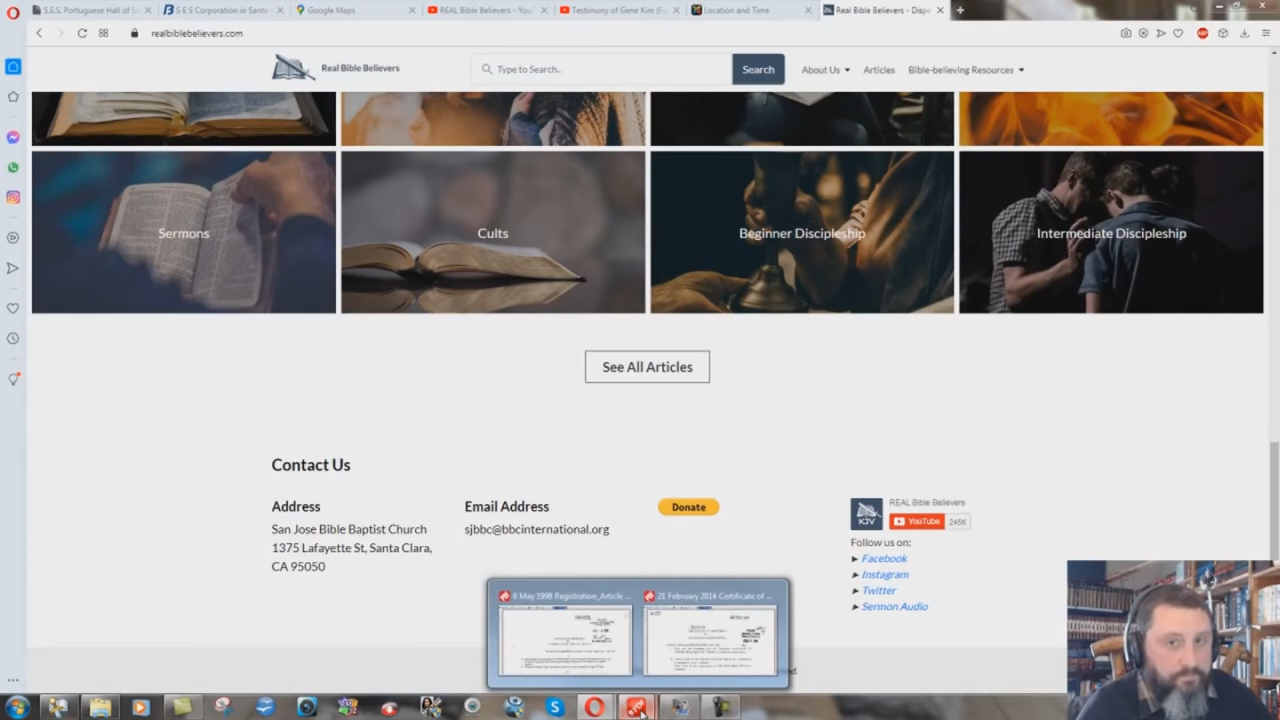 S.E.S. Portuguese Hall of Sa
S E S Corporation in Santa
Google Maps
REAL Bible Believers - You
Testimony of Gene Kim (Fu
Location and Time
Real Bible Believers - Dispe
realbiblebelievers.com
Real Bible Believers
Type to Search..
Search
About Us
Articles
Bible-believing Resources
Sermons
Cults
Beginner Discipleship
Intermediate Discipleship
See All Articles
Contact Us
Address
San Jose Bible Baptist Church
1375 Lafayette St, Santa Clara,
CA 95050
Email Address
sjbbc@bbcinternational.org
Donate
KJV
REAL Bible Believers
YouTube 245K
Follow us on:
► Facebook
► Instagram
► Twitter
► Sermon Audio
6 May 1998 Registration_Article ...
21 February 2014 Certificate of ...